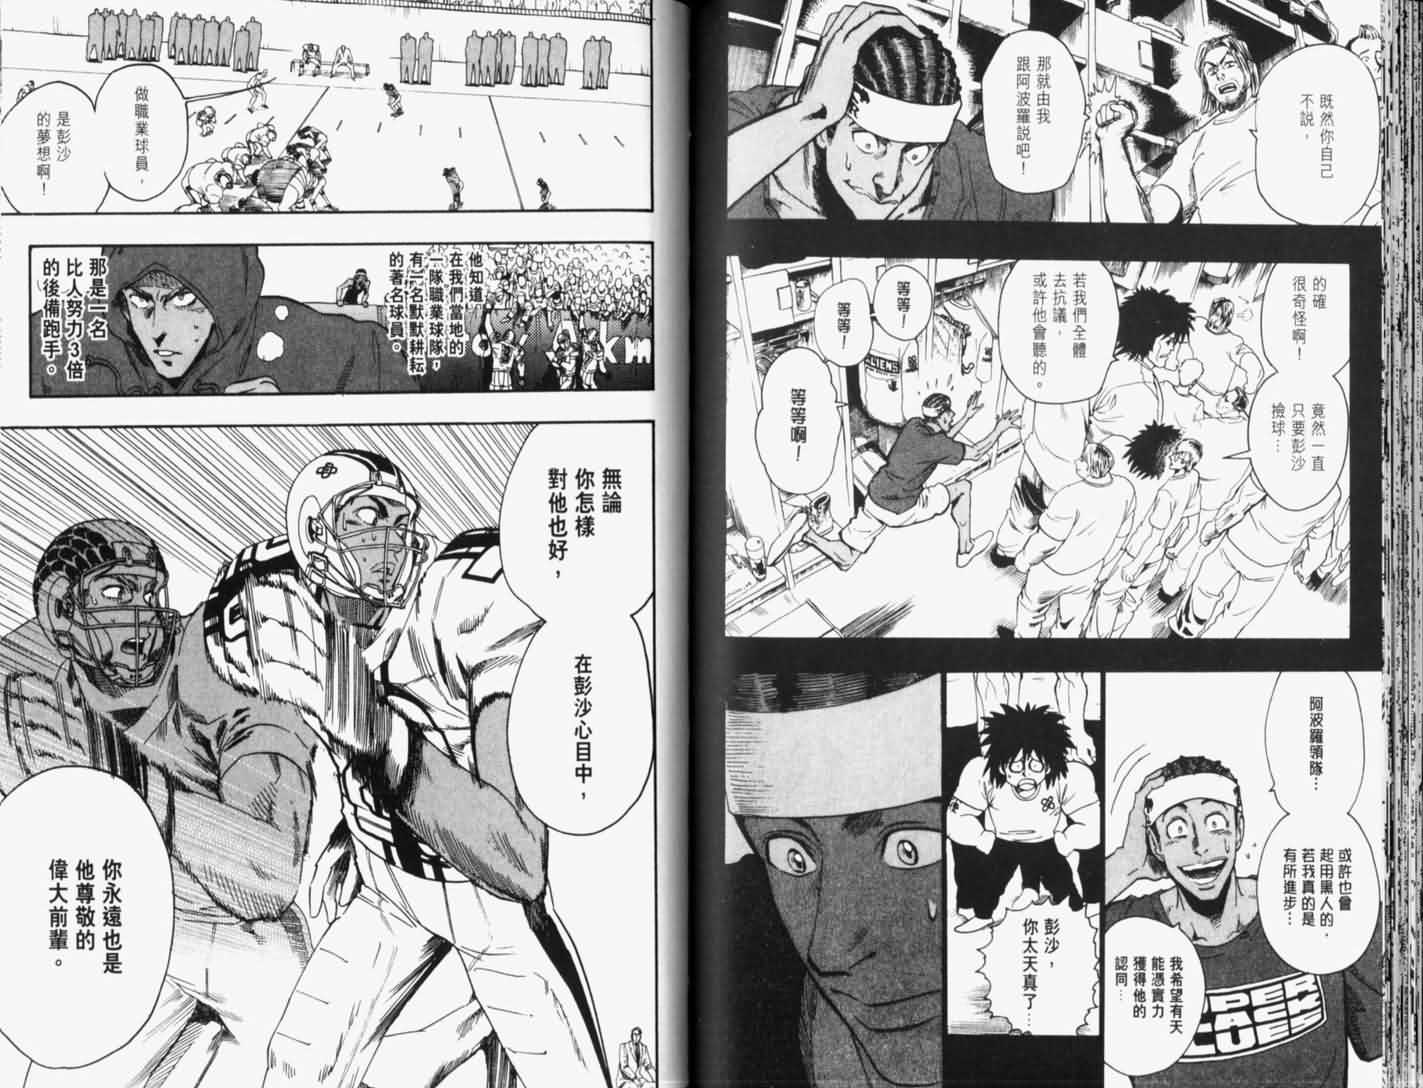 既然你自己
不說，
那就由我
跟阿波羅說吧！
的確
很奇怪啊！
竟然一直
只要彭沙
撿球…
若我們全體
去抗議，
或許他會聽的。
等等！
等等！
等等啊！
阿波羅領隊…
或許也會
起用黑人的，
若我真的是
有所進步…
我希望有天
能憑實力
獲得他的
認同…
彭沙，
你太天真了…
做職業球員，
是彭沙
的夢想啊！
他知道，
在我們當地的
一隊職業球隊，
有一名默默耕耘
的著名球員。
那是一名
比人努力3倍
的後備跑手。
無論
你怎樣
對他也好，
在彭沙心目中，
你永遠也是
他尊敬的
偉大前輩。